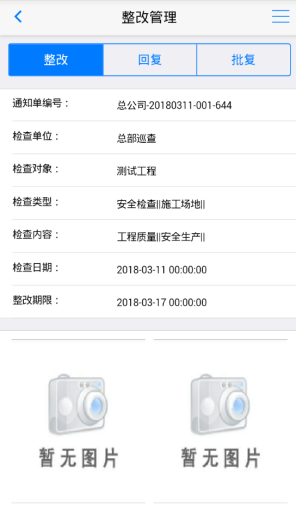 整改管理
整改 回复 批复
通知单编号： 总公司-20180311-001-644
检查单位： 总部巡查
检查对象： 测试工程
检查类型： 安全检查||施工场地||
检查内容： 工程质量||安全生产||
检查日期： 2018-03-11 00:00:00
整改期限： 2018-03-17 00:00:00
暂无图片 暂无图片